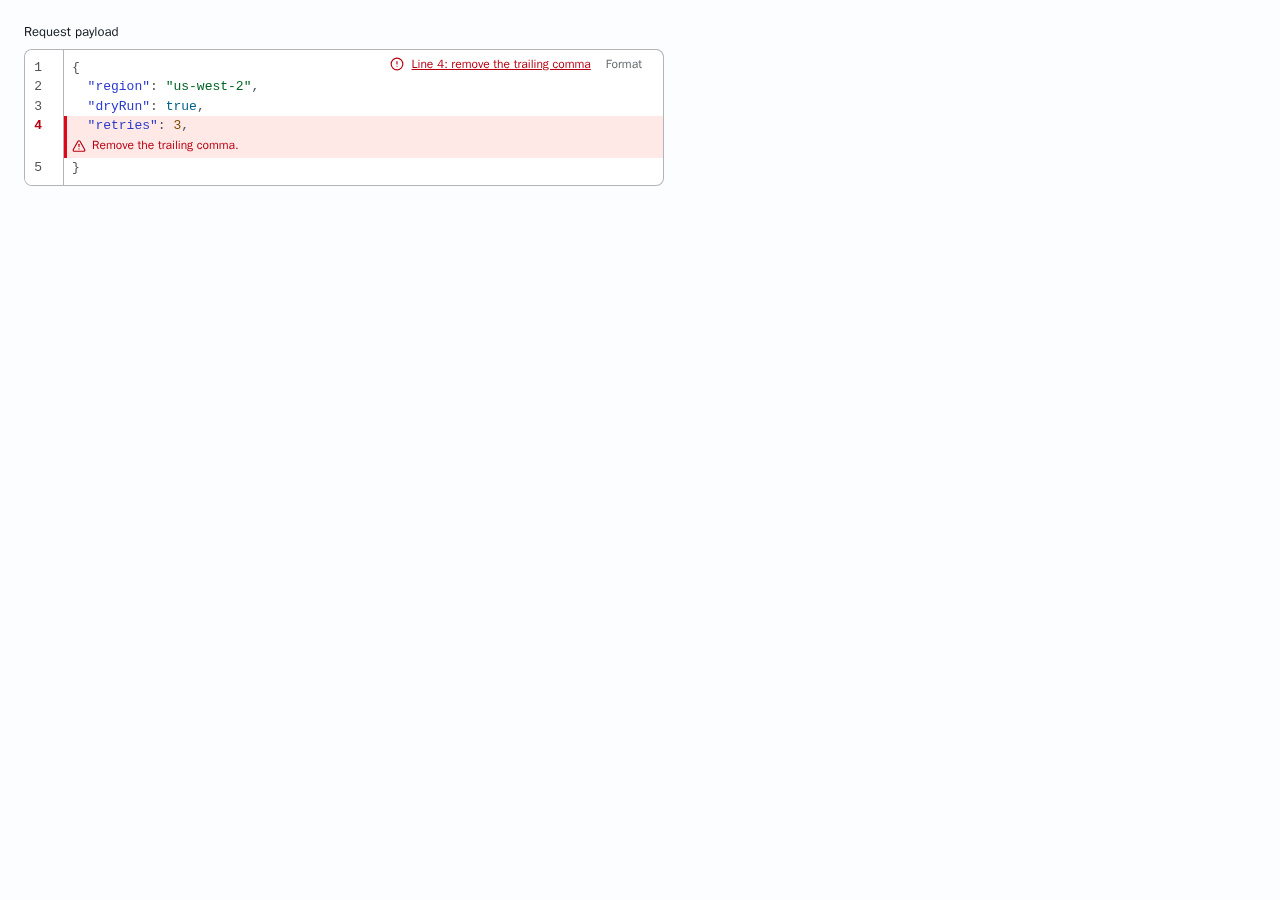 Request payload
1 { Line 4: remove the trailing comma Format
2 "region": "us-west-2",
3 "dryRun": true,
4 "retries": 3,
Remove the trailing comma.
5 }